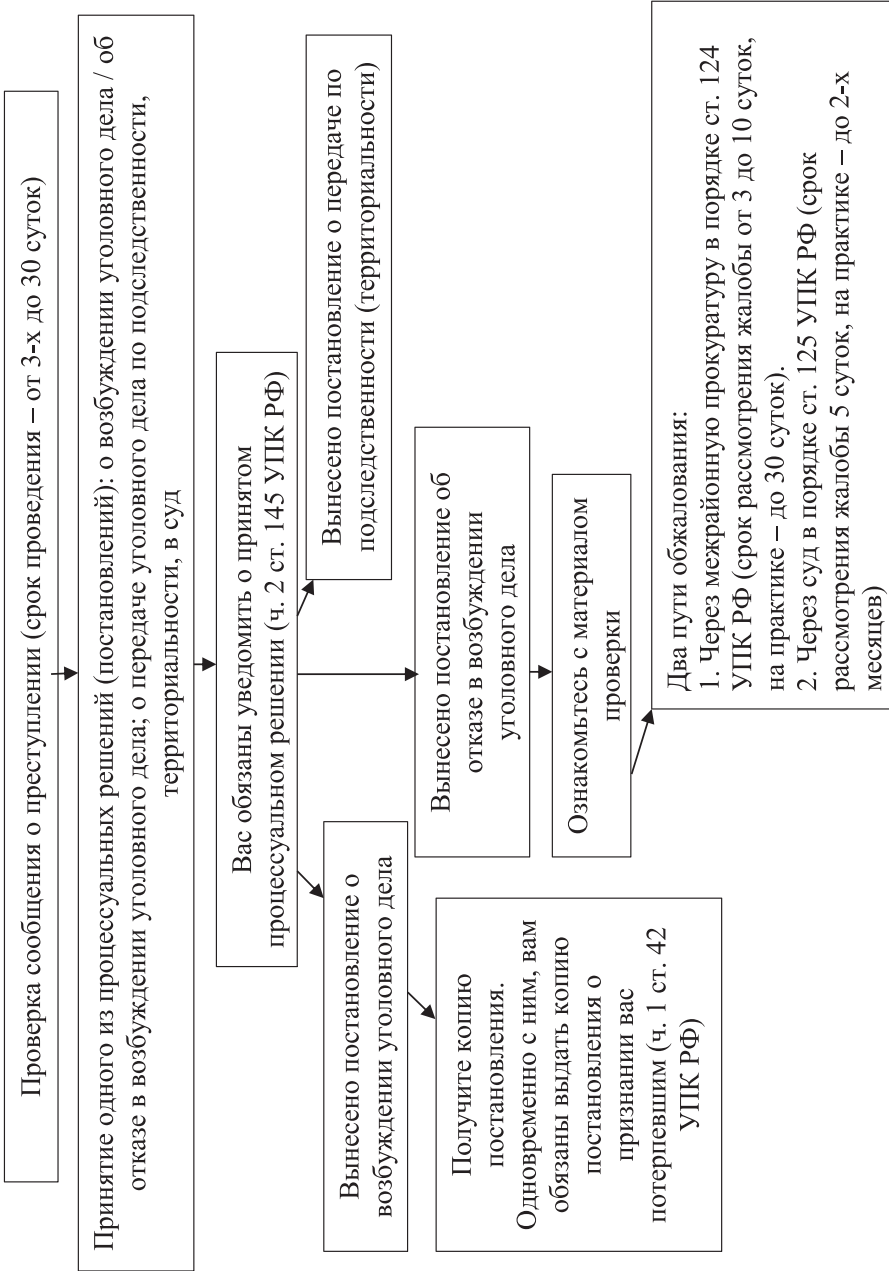 Проверка сообщения о преступлении (срок проведения – от 3-х до 30 суток)
Принятие одного из процессуальных решений (постановлений): о возбуждении уголовного дела / об
отказе в возбуждении уголовного дела; о передаче уголовного дела по подследственности,
территориальности, в суд
Вас обязаны уведомить о принятом
процессуальном решении (ч. 2 ст. 145 УПК РФ)
Вынесено постановление о
возбуждении уголовного дела
Получите копию
постановления.
Одновременно с ним, вам
обязаны выдать копию
постановления о
признании вас
потерпевшим (ч. 1 ст. 42
УПК РФ)
Вынесено постановление об
отказе в возбуждении
уголовного дела
Ознакомьтесь с материалом
проверки
Вынесено постановление о передаче по
подследственности (территориальности)
Два пути обжалования:
1. Через межрайонную прокуратуру в порядке ст. 124
УПК РФ (срок рассмотрения жалобы от 3 до 10 суток,
на практике – до 30 суток).
2. Через суд в порядке ст. 125 УПК РФ (срок
рассмотрения жалобы 5 суток, на практике – до 2-х
месяцев)